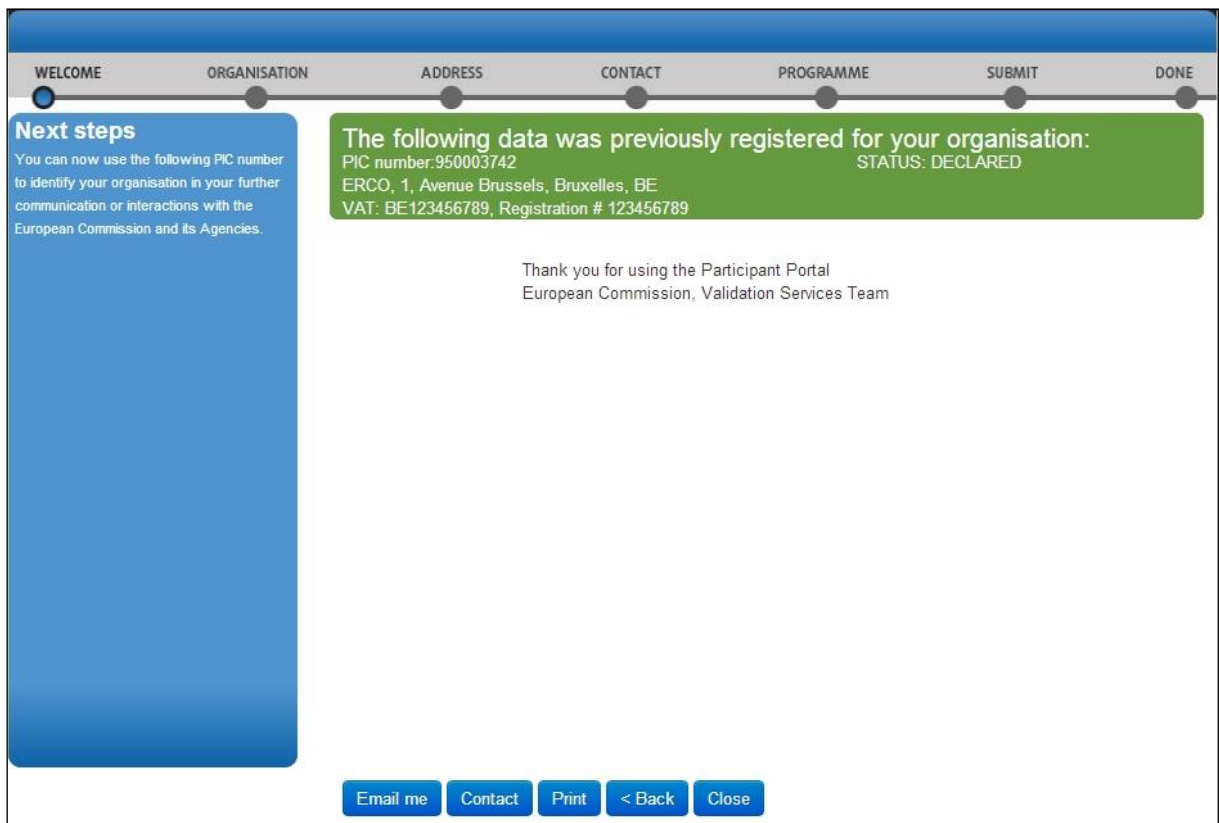 WELCOME ORGANISATION ADDRESS CONTACT PROGRAMME SUBMIT DONE
Next steps
You can now use the following PIC number
to identify your organisation in your further
communication or interactions with the
European Commission and its Agencies.
The following data was previously registered for your organisation:
PIC number:950003742 STATUS: DECLARED
ERCO, 1, Avenue Brussels, Bruxelles, BE
VAT: BE123456789, Registration # 123456789
Thank you for using the Participant Portal
European Commission, Validation Services Team
Email me Contact Print < Back Close